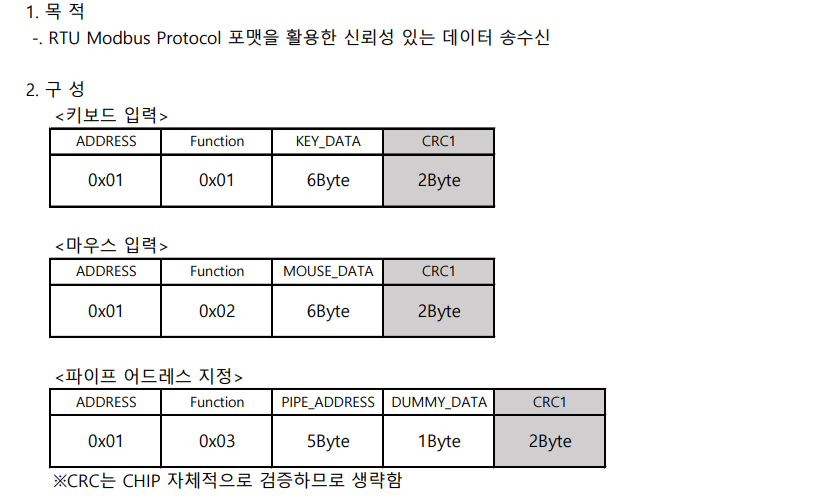 1. 목 적
-. RTU Modbus Protocol 포맷을 활용한 신뢰성 있는 데이터 송수신
2. 구 성
<키보드 입력>
ADDRESS Function KEY_DATA CRC1
0x01 0x01 6Byte 2Byte
<마우스 입력>
ADDRESS Function MOUSE_DATA CRC1
0x01 0x02 6Byte 2Byte
<파이프 어드레스 지정>
ADDRESS Function PIPE_ADDRESS DUMMY_DATA CRC1
0x01 0x03 5Byte 1Byte 2Byte
※CRC는 CHIP 자체적으로 검증하므로 생략함